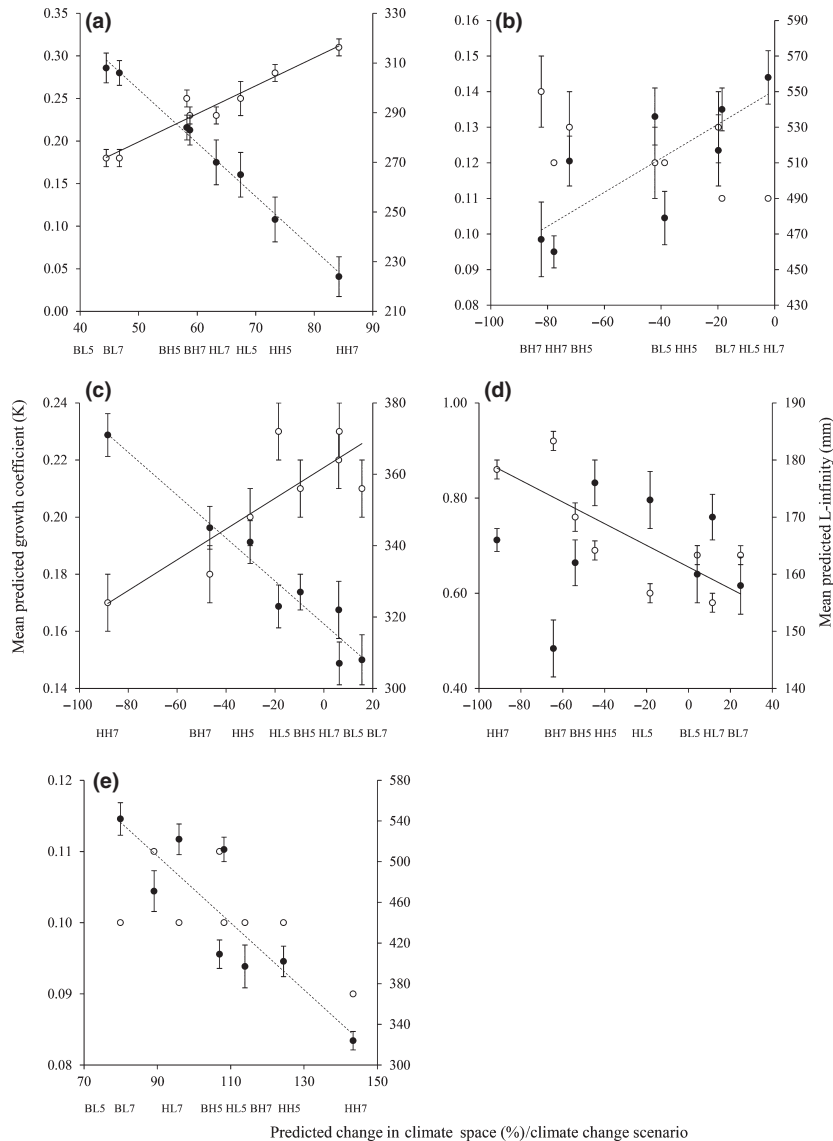 (a)
(b)
0.35 330 0.16 590
0.30 310 0.15 570
0.14 550
0.25 290 0.13 530
0.20 0.12 510
0.15 270 0.11 490
0.10 250 0.10 470
0.05 230 0.09 450
0.00 210 0.08 430
40 50 60 70 80 90
–100 –80 –60 –40 –20 0
BL5 BL7 BH5 BH7 HL7 HL5 HH5 HH7
BH7 HH7 BH5 BL5 HH5 BL7 HL5 HL7
(c)
(d)
0.24 380 1.00 190
0.22 360 180
0.80 170
0.20 340
0.18 0.60 160
0.16 320 150
0.14 300 0.40 140
–100 –80 –60 –40 –20 0 20
–100 –80 –60 –40 –20 0 20 40
HH7 BH7 HH5 HL5 BH5 HL7 BL5 BL7
HH7 BH7 BH5 HH5 HL5 BL5 HL7 BL7
Mean predicted growth coefficient (K)
Mean predicted L-infinity (mm)
(e)
0.12 580
540
0.11 500
460
0.10 420
0.09 380
340
0.08 300
70 90 110 130 150
BL5 BL7 HL7 BH5 HL5 BH7 HH5 HH7
Predicted change in climate space (%)/climate change scenario